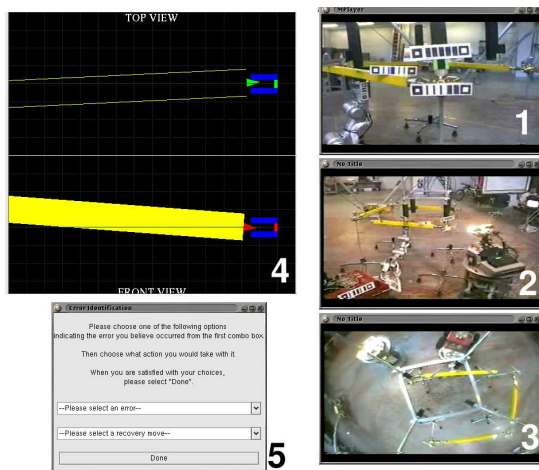 TOP VIEW
4
FRONT VIEW
MPlayer
1
No Title
2
No Title
3
Error Identification
Please choose one of the following options
indicating the error you believe occurred from the first combo box.
Then choose what action you would take with it.
When you are satisfied with your choices,
please select "Done".
--Please select an error--
--Please select a recovery move--
Done
5